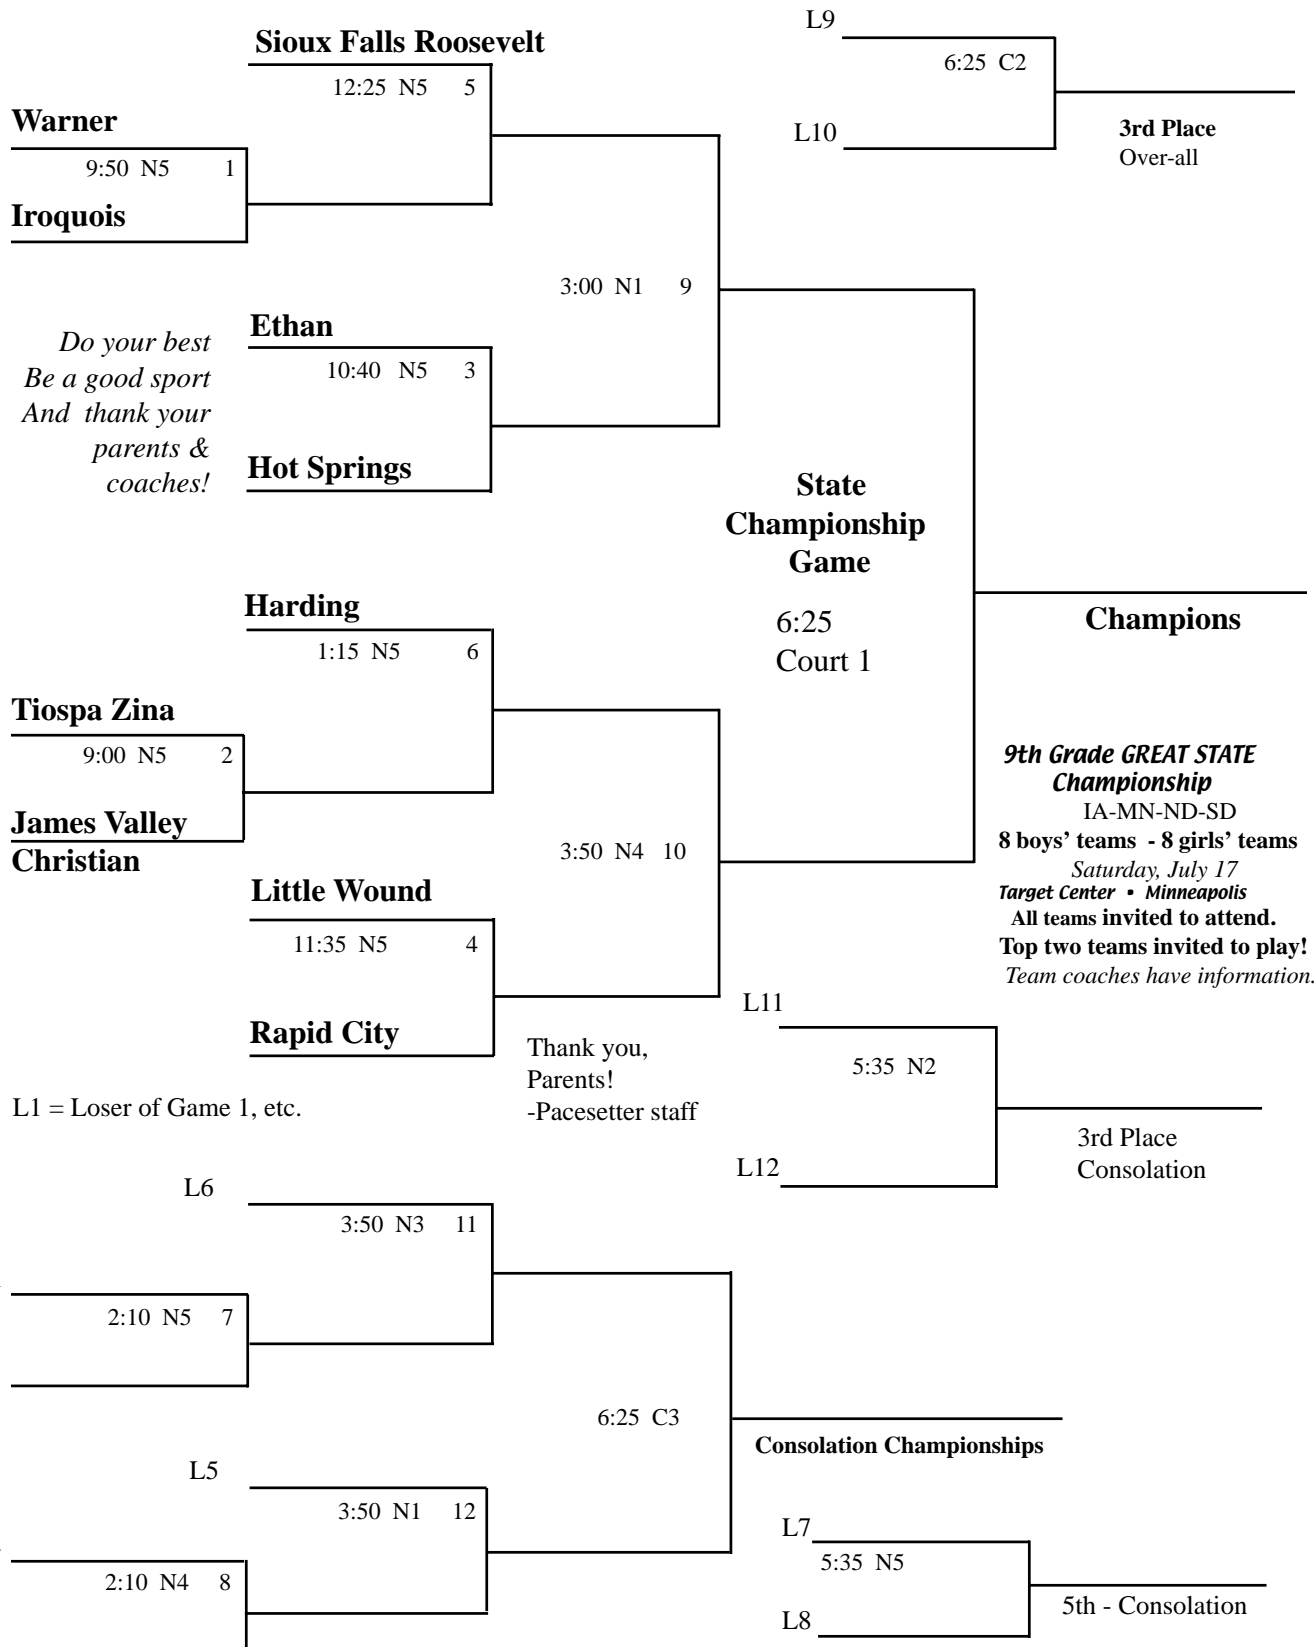 L9
Sioux Falls Roosevelt
6:25 C2
12:25 N5 5
Warner
L10
3rd Place
Over-all
9:50 N5 1
Iroquois
3:00 N1 9
Ethan
Do your best
Be a good sport
And thank your
parents &
coaches!
10:40 N5 3
Hot Springs
State
Championship
Game
6:25
Court 1
Harding
1:15 N5 6
Champions
Tiospa Zina
9:00 N5 2
James Valley
Christian
9th Grade GREAT STATE
Championship
IA-MN-ND-SD
8 boys' teams - 8 girls' teams
Saturday, July 17
Target Center • Minneapolis
All teams invited to attend.
Top two teams invited to play!
Team coaches have information.
3:50 N4 10
Little Wound
11:35 N5 4
Rapid City
L11
Thank you,
Parents!
-Pacesetter staff
5:35 N2
L1 = Loser of Game 1, etc.
3rd Place
Consolation
L12
L6
3:50 N3 11
2:10 N5 7
6:25 C3
Consolation Championships
L5
3:50 N1 12
L7
5:35 N5
2:10 N4 8
5th - Consolation
L8